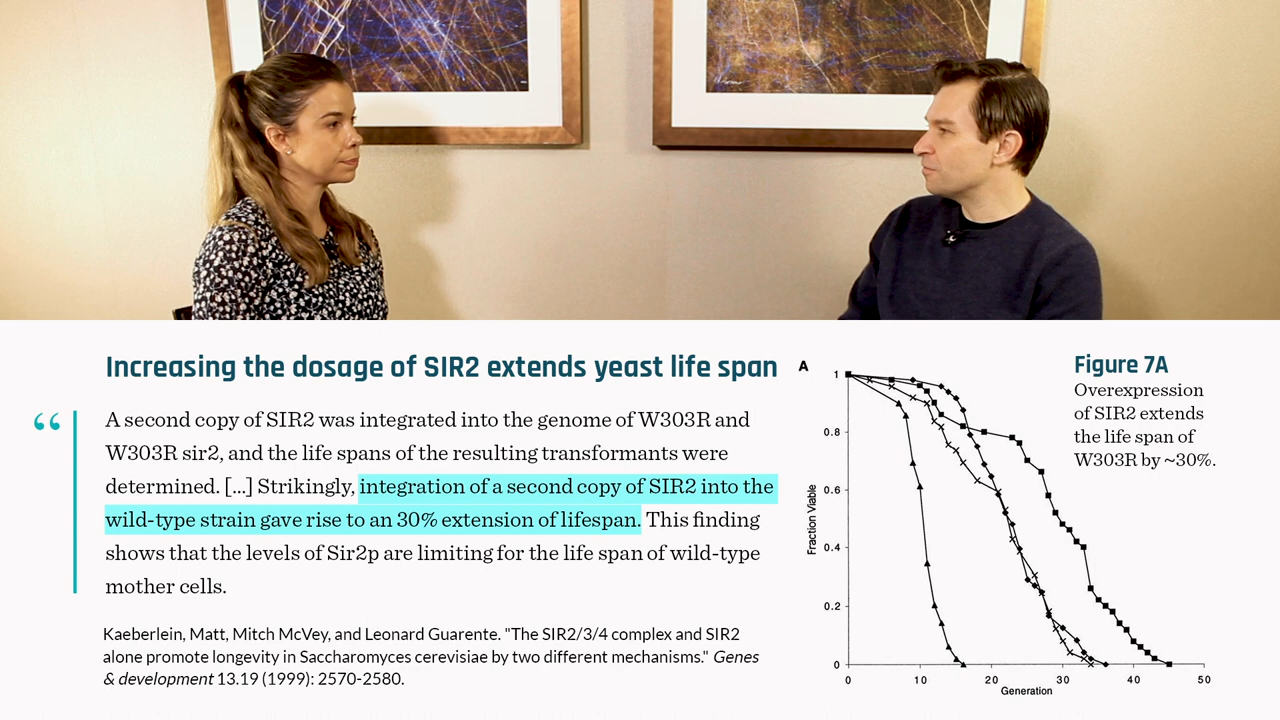 Increasing the dosage of SIR2 extends yeast life span
“
A second copy of SIR2 was integrated into the genome of W303R and
W303R sir2, and the life spans of the resulting transformants were
determined. [...] Strikingly, integration of a second copy of SIR2 into the
wild-type strain gave rise to an 30% extension of lifespan. This finding
shows that the levels of Sir2p are limiting for the life span of wild-type
mother cells.
Kaeberlein, Matt, Mitch McVey, and Leonard Guarente. "The SIR2/3/4 complex and SIR2
alone promote longevity in Saccharomyces cerevisiae by two different mechanisms." Genes
& development 13.19 (1999): 2570-2580.
A
1
0.8
0.6
0.4
0.2
0
Fraction Viable
0 10 20 30 40 50
Generation
Figure 7A
Overexpression
of SIR2 extends
the life span of
W303R by ~30%.